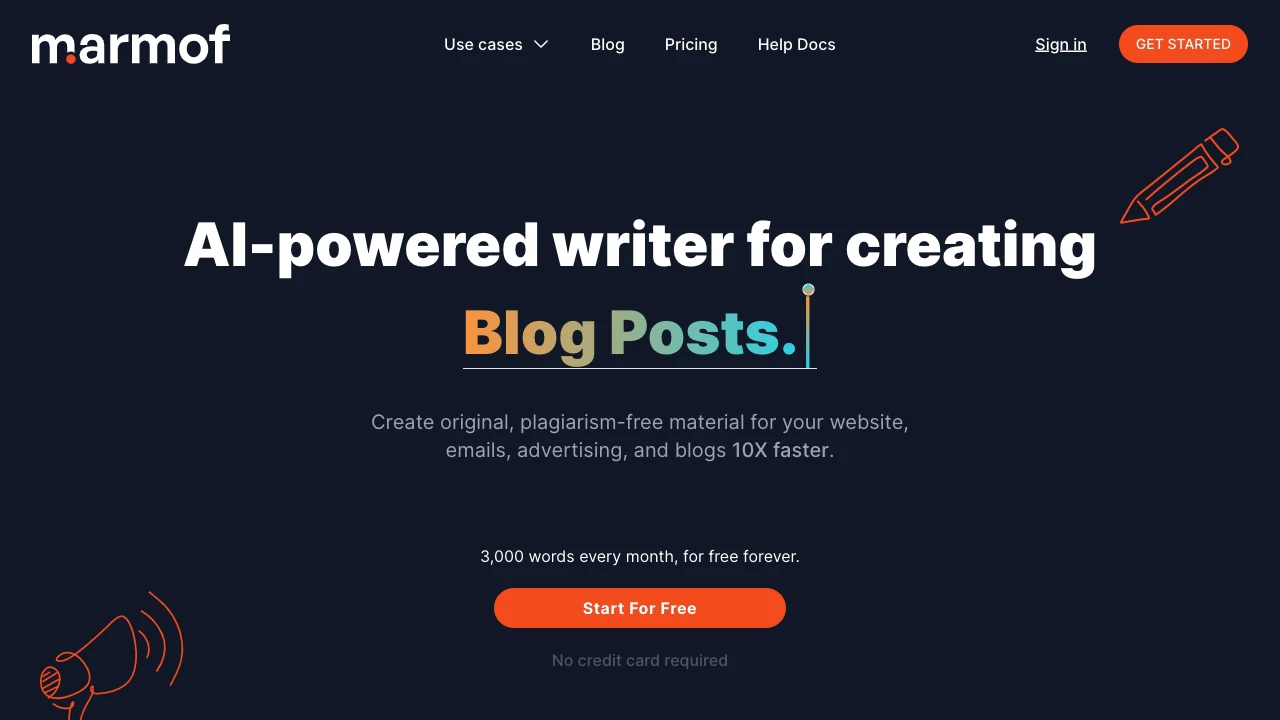 marmof
Use cases
Blog
Pricing
Help Docs
Sign in
GET STARTED
AI-powered writer for creating
Blog Posts.
Create original, plagiarism-free material for your website,
emails, advertising, and blogs 10X faster.
3,000 words every month, for free forever.
Start For Free
No credit card required